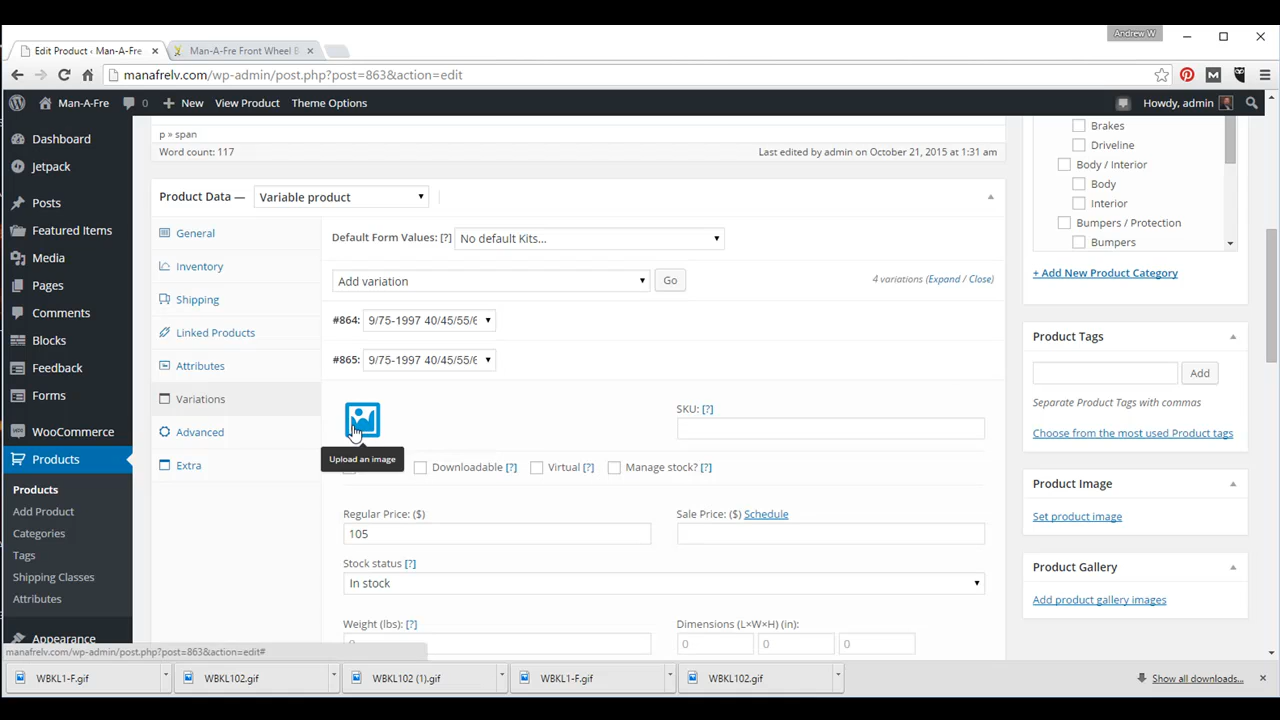 Andrew W
Edit Product ‹ Man-A-Fre
Man-A-Fre Front Wheel B
manafrelv.com/wp-admin/post.php?post=863&action=edit
Man-A-Fre 0 New View Product Theme Options Howdy, admin
Dashboard
Jetpack
Posts
Featured Items
Media
Pages
Comments
Blocks
Feedback
Forms
WooCommerce
Products
Products
Add Product
Categories
Tags
Shipping Classes
Attributes
Appearance
p » span
Word count: 117 Last edited by admin on October 21, 2015 at 1:31 am
Product Data — Variable product
General
Inventory
Shipping
Linked Products
Attributes
Variations
Advanced
Extra
Default Form Values: [?] No default Kits...
Add variation Go 4 variations (Expand / Close)
#864: 9/75-1997 40/45/55/6
#865: 9/75-1997 40/45/55/6
SKU: [?]
Upload an image
Downloadable [?] Virtual [?] Manage stock? [?]
Regular Price: ($) Sale Price: ($) Schedule
105
Stock status [?]
In stock
Weight (lbs): [?] Dimensions (L×W×H) (in):
0 0 0 0
Brakes
Driveline
Body / Interior
Body
Interior
Bumpers / Protection
Bumpers
+ Add New Product Category
Product Tags
Add
Separate Product Tags with commas
Choose from the most used Product tags
Product Image
Set product image
Product Gallery
Add product gallery images
manafrelv.com/wp-admin/post.php?post=863&action=edit#
WBKL1-F.gif WBKL102.gif WBKL102 (1).gif WBKL1-F.gif WBKL102.gif Show all downloads...